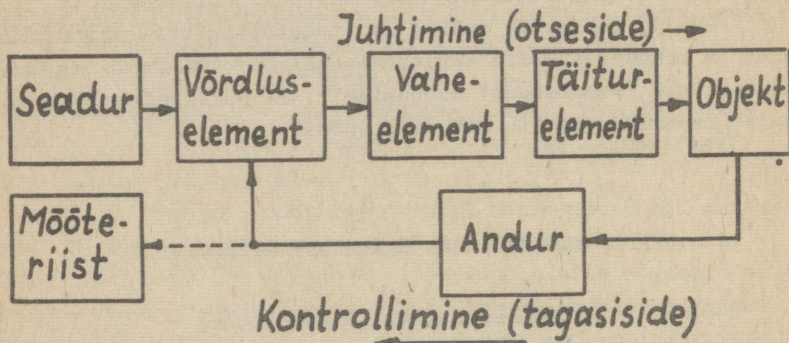 Juhtimine (otseside)
Seadur
Võrdlus-
element
Vahe-
element
Täitur-
element
Objekt
Mõõte-
riist
Andur
Kontrollimine (tagasiside)